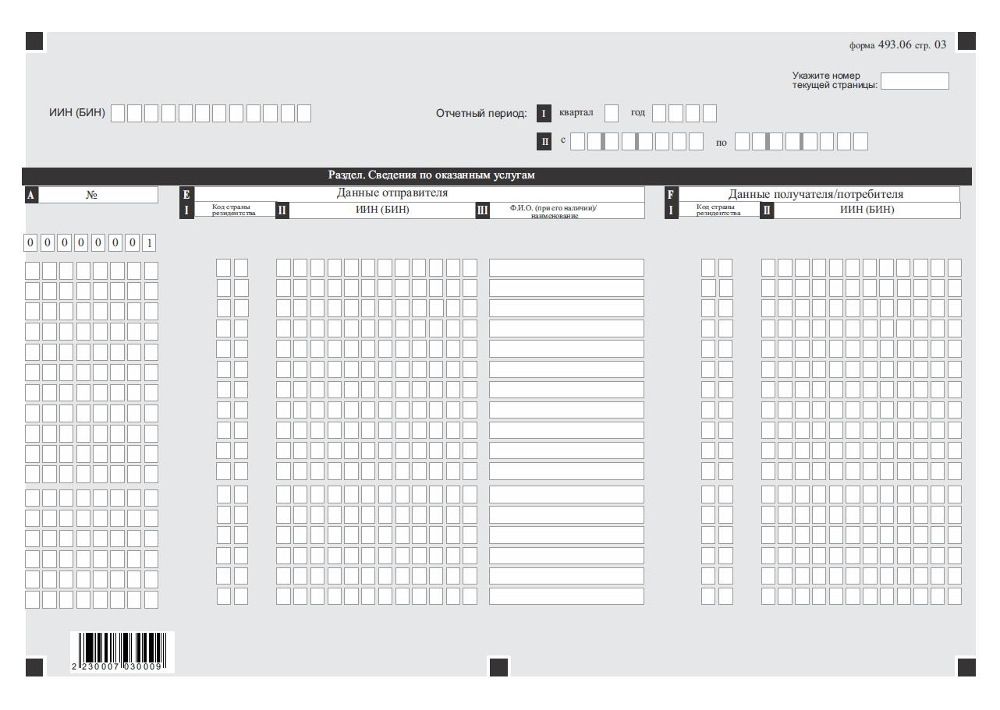 форма 493.06 стр. 03
Укажите номер
текущей страницы:
ИИН (БИН)
Отчетный период: I квартал год
II с по
Раздел. Сведения по оказанным услугам
A №
E Данные отправителя
F Данные получателя/потребителя
I Код страны резидентства II ИИН (БИН) III Ф.И.О. (при его наличии)/ наименование
I Код страны резидентства II ИИН (БИН)
0 0 0 0 0 0 0 1
2 230007 030009